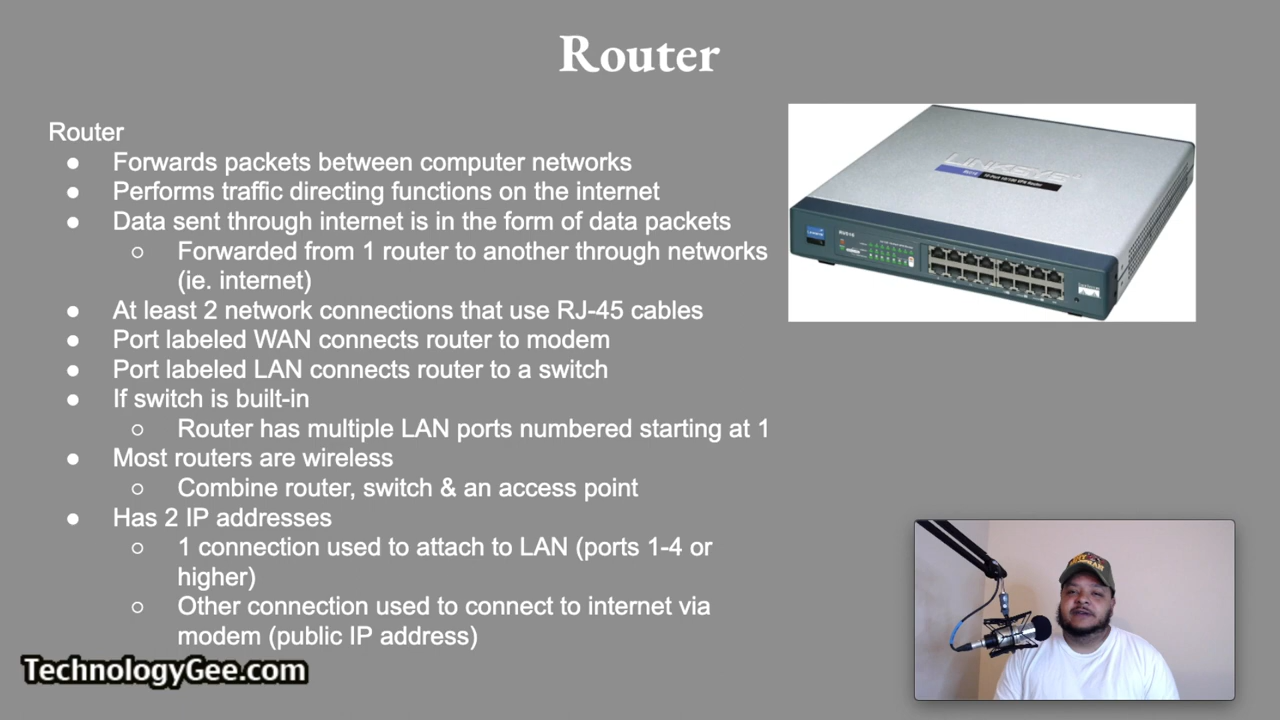 Router
Router
● Forwards packets between computer networks
● Performs traffic directing functions on the internet
● Data sent through internet is in the form of data packets
○ Forwarded from 1 router to another through networks
(ie. internet)
● At least 2 network connections that use RJ-45 cables
● Port labeled WAN connects router to modem
● Port labeled LAN connects router to a switch
● If switch is built-in
○ Router has multiple LAN ports numbered starting at 1
● Most routers are wireless
○ Combine router, switch & an access point
● Has 2 IP addresses
○ 1 connection used to attach to LAN (ports 1-4 or
higher)
○ Other connection used to connect to internet via
modem (public IP address)
LINKSYS
TechnologyGee.com